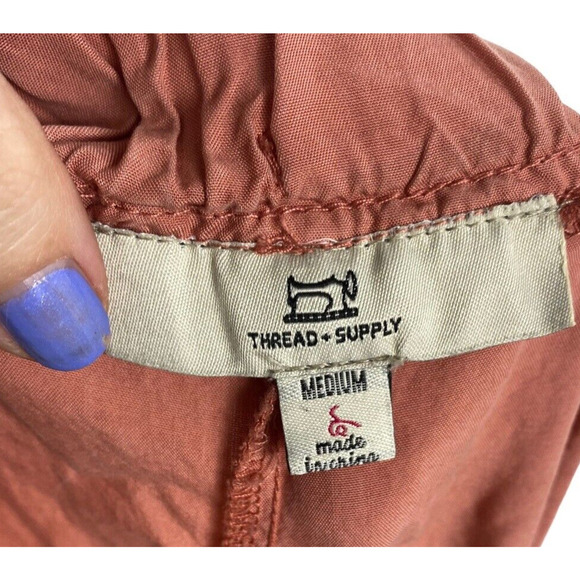 THREAD + SUPPLY
MEDIUM
made
in china